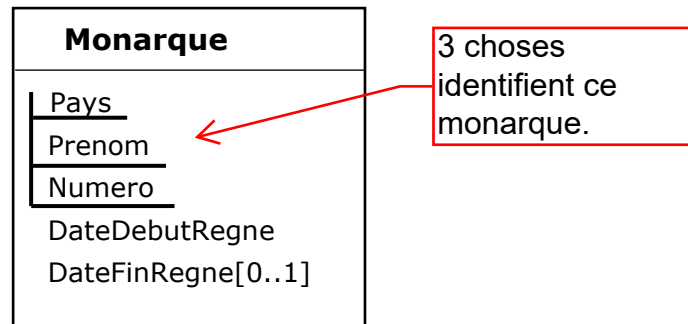 Monarque
Pays
Prenom
Numero
DateDebutRegne
DateFinRegne[0..1]
3 choses
identifient ce
monarque.